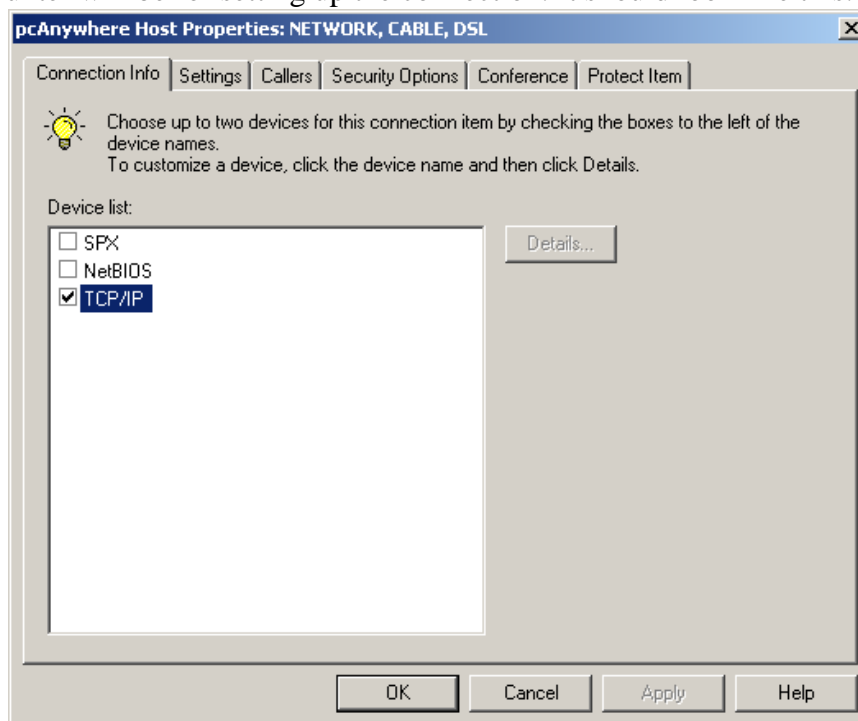 pcAnywhere Host Properties: NETWORK, CABLE, DSL
Connection Info Settings Callers Security Options Conference Protect Item
Choose up to two devices for this connection item by checking the boxes to the left of the
device names.
To customize a device, click the device name and then click Details.
Device list:
SPX
Details...
NetBIOS
TCP/IP
OK Cancel Apply Help